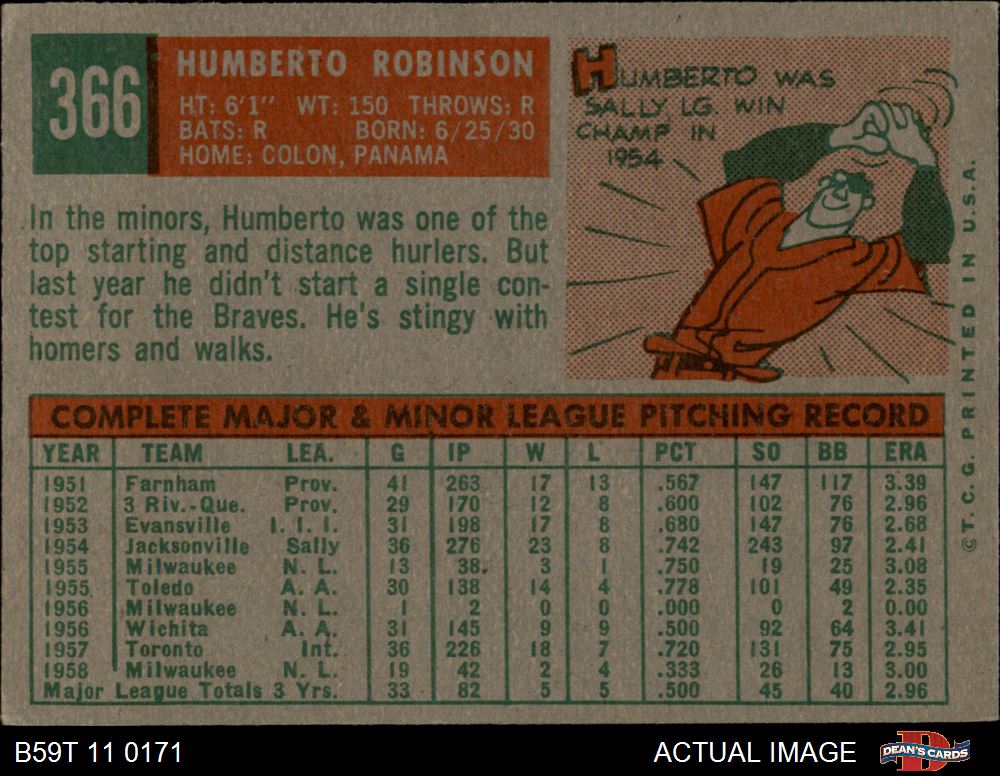 366
HUMBERTO ROBINSON
HT: 6'1" WT: 150 THROWS: R
BATS: R BORN: 6/25/30
HOME: COLON, PANAMA
HUMBERTO WAS
SALLY LG. WIN
CHAMP IN
1954
In the minors, Humberto was one of the
top starting and distance hurlers. But
last year he didn't start a single con-
test for the Braves. He's stingy with
homers and walks.
COMPLETE MAJOR & MINOR LEAGUE PITCHING RECORD
YEAR TEAM LEA. G IP W L PCT SO BB ERA
1951 Farnham Prov. 41 263 17 13 .567 147 117 3.39
1952 3 Riv.-Que. Prov. 29 170 12 8 .600 102 76 2.96
1953 Evansville I. I. I. 31 198 17 8 .680 147 76 2.68
1954 Jacksonville Sally 36 276 23 8 .742 243 97 2.41
1955 Milwaukee N. L. 13 38 3 1 .750 19 25 3.08
1955 Toledo A. A. 30 138 14 4 .778 101 49 2.35
1956 Milwaukee N. L. 1 2 0 0 .000 0 2 0.00
1956 Wichita A. A. 31 145 9 9 .500 92 64 3.41
1957 Toronto Int. 36 226 18 7 .720 131 75 2.95
1958 Milwaukee N. L. 19 42 2 4 .333 26 13 3.00
Major League Totals 3 Yrs. 33 82 5 5 .500 45 40 2.96
© T. C. G. PRINTED IN U.S.A.
B59T 11 0171
ACTUAL IMAGE
DEAN'S CARDS